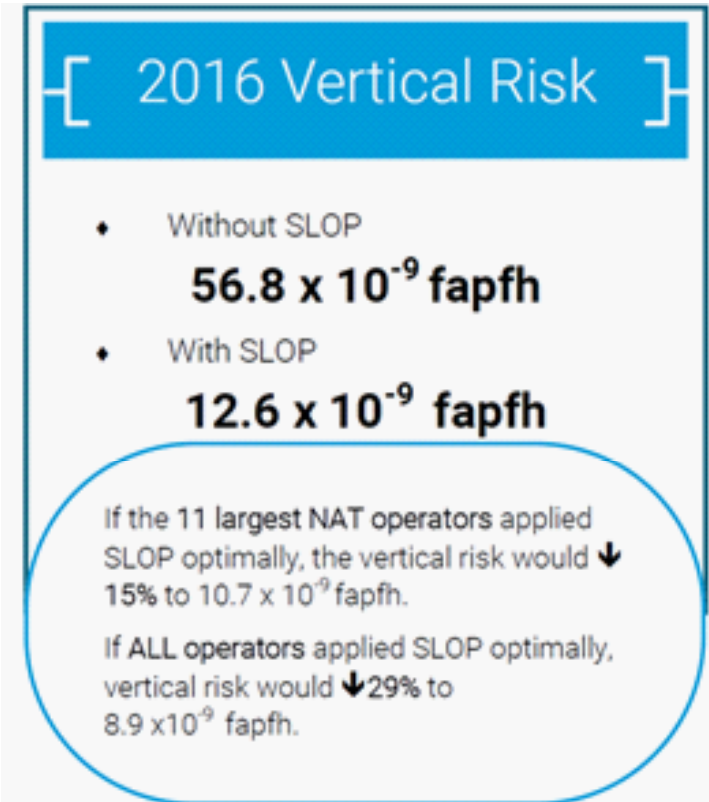 2016 Vertical Risk
♦ Without SLOP
56.8 x 10⁻⁹ fapfh
♦ With SLOP
12.6 x 10⁻⁹ fapfh
If the 11 largest NAT operators applied
SLOP optimally, the vertical risk would 🡻
15% to 10.7 x 10⁻⁹ fapfh.
If ALL operators applied SLOP optimally,
vertical risk would 🡻29% to
8.9 x10⁻⁹ fapfh.